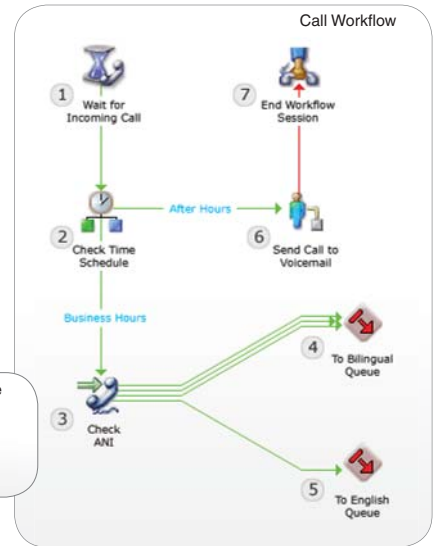 Call Workflow
1
Wait for
Incoming Call
7
End Workflow
Session
After Hours
2
Check Time
Schedule
6
Send Call to
Voicemail
Business Hours
4
To Bilingual
Queue
e
3
Check
ANI
5
To English
Queue